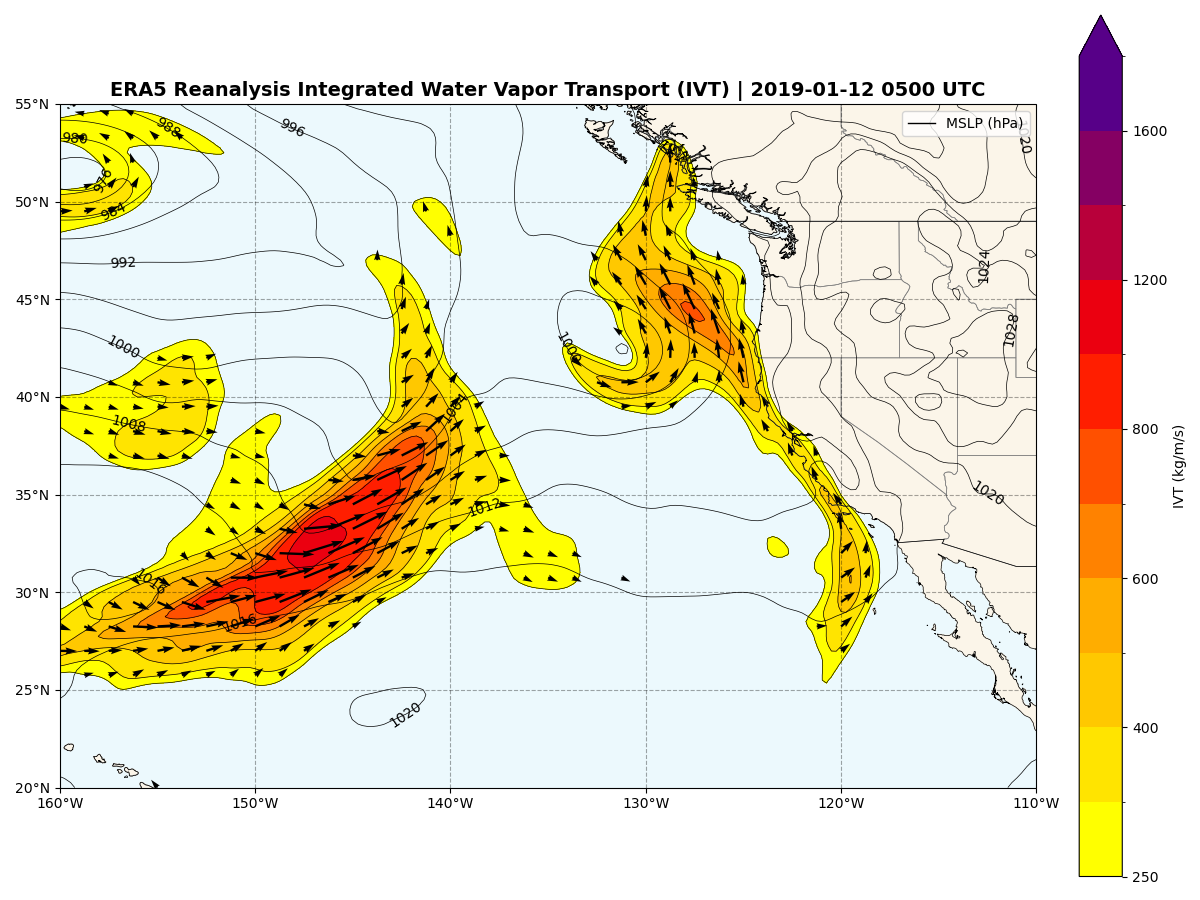 ERA5 Reanalysis Integrated Water Vapor Transport (IVT) | 2019-01-12 0500 UTC
MSLP (hPa)
55°N
50°N
45°N
40°N
35°N
30°N
25°N
20°N
160°W
150°W
140°W
130°W
120°W
110°W
980
988
996
976
984
992
1000
1008
1004
1000
1012
1016
1016
1020
1020
1024
1028
1020
1600
1200
800
600
400
250
IVT (kg/m/s)